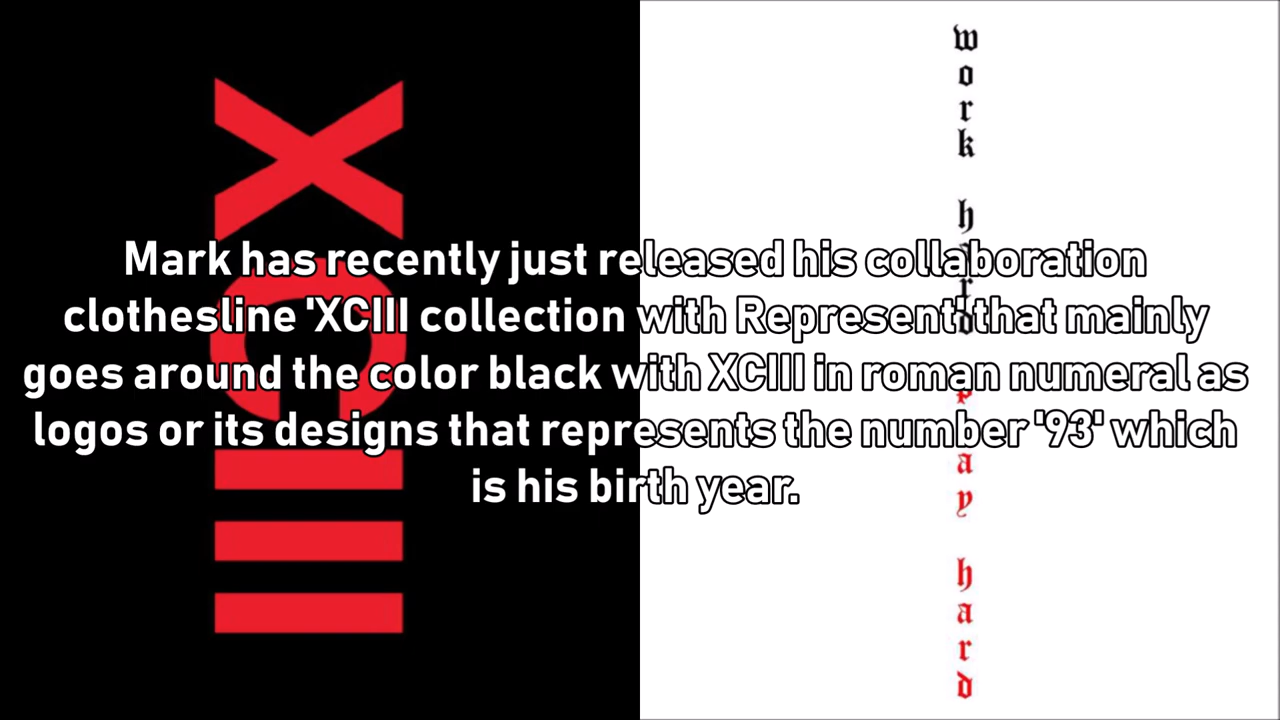 XCIII
work hard play hard
Mark has recently just released his collaboration
clothesline 'XCIII collection with Represent' that mainly
goes around the color black with XCIII in roman numeral as
logos or its designs that represents the number '93' which
is his birth year.